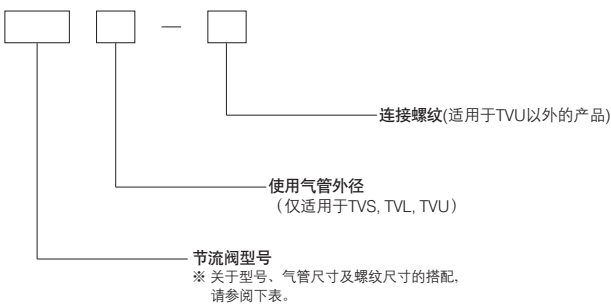 —
连接螺纹(适用于TVU以外的产品)
使用气管外径
（仅适用于TVS, TVL, TVU）
节流阀型号
※ 关于型号、气管尺寸及螺纹尺寸的搭配,
请参阅下表。